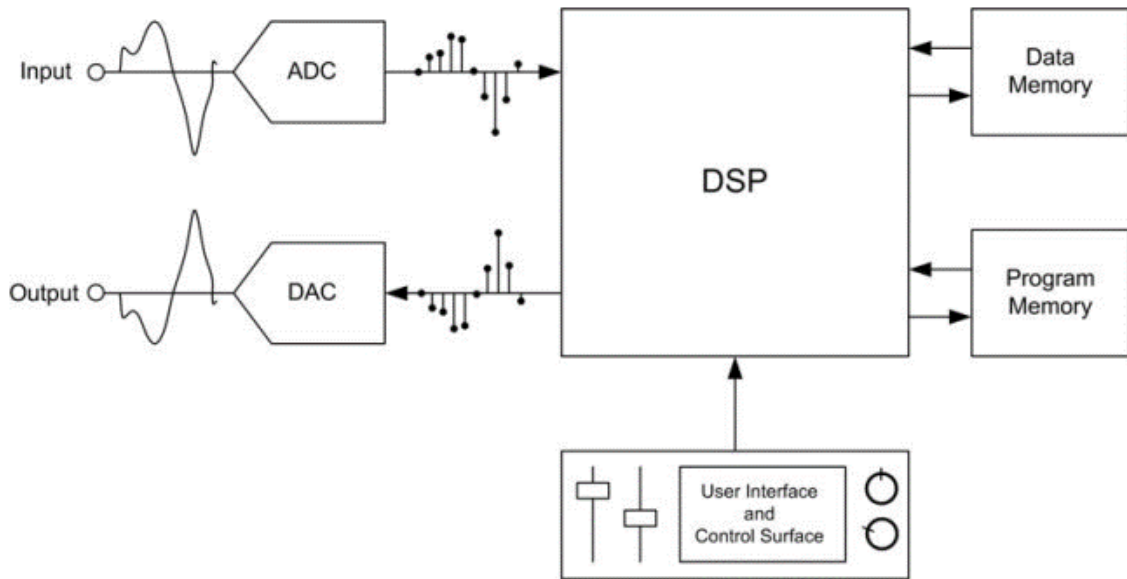 Input
ADC
Data
Memory
DSP
Output
DAC
Program
Memory
User Interface
and
Control Surface